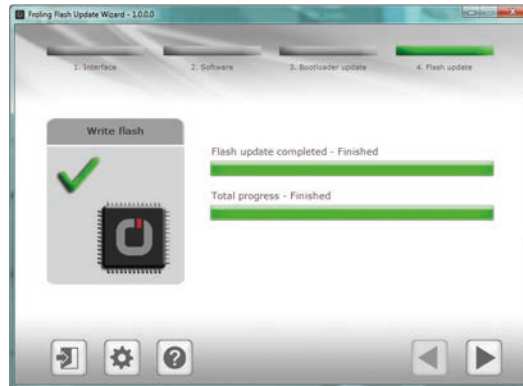 Froling Flash Update Wizard - 1.0.0.0
1. Interface
2. Software
3. Bootloader update
4. Flash update
Write flash
Flash update completed - Finished
Total progress - Finished